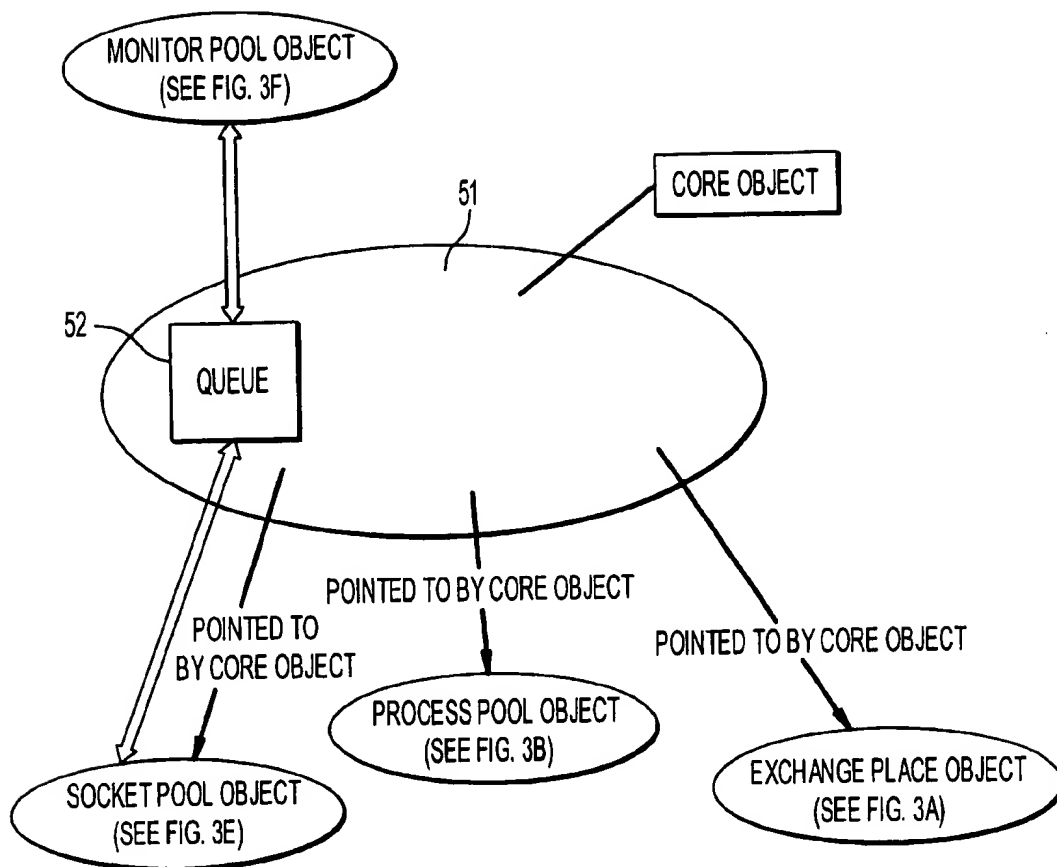 MONITOR POOL OBJECT
(SEE FIG. 3F)
CORE OBJECT
51
52
QUEUE
POINTED TO
BY CORE OBJECT
POINTED TO BY CORE OBJECT
POINTED TO BY CORE OBJECT
SOCKET POOL OBJECT
(SEE FIG. 3E)
PROCESS POOL OBJECT
(SEE FIG. 3B)
EXCHANGE PLACE OBJECT
(SEE FIG. 3A)